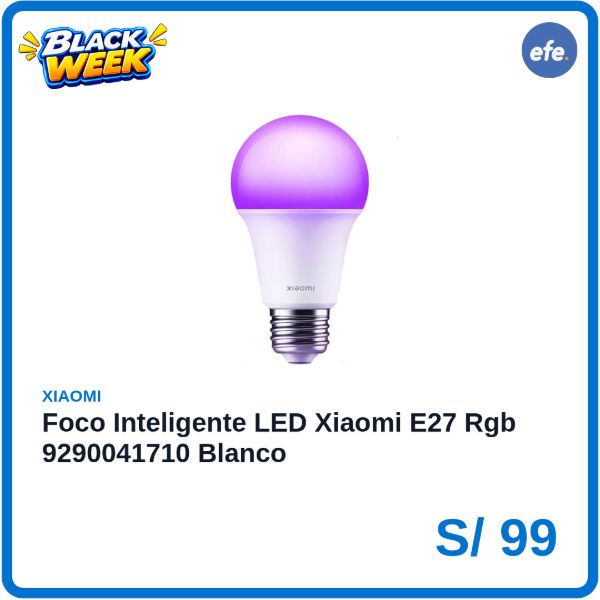 BLACK
WEEK
efe.
xiaomi
XIAOMI
Foco Inteligente LED Xiaomi E27 Rgb
9290041710 Blanco
S/ 99